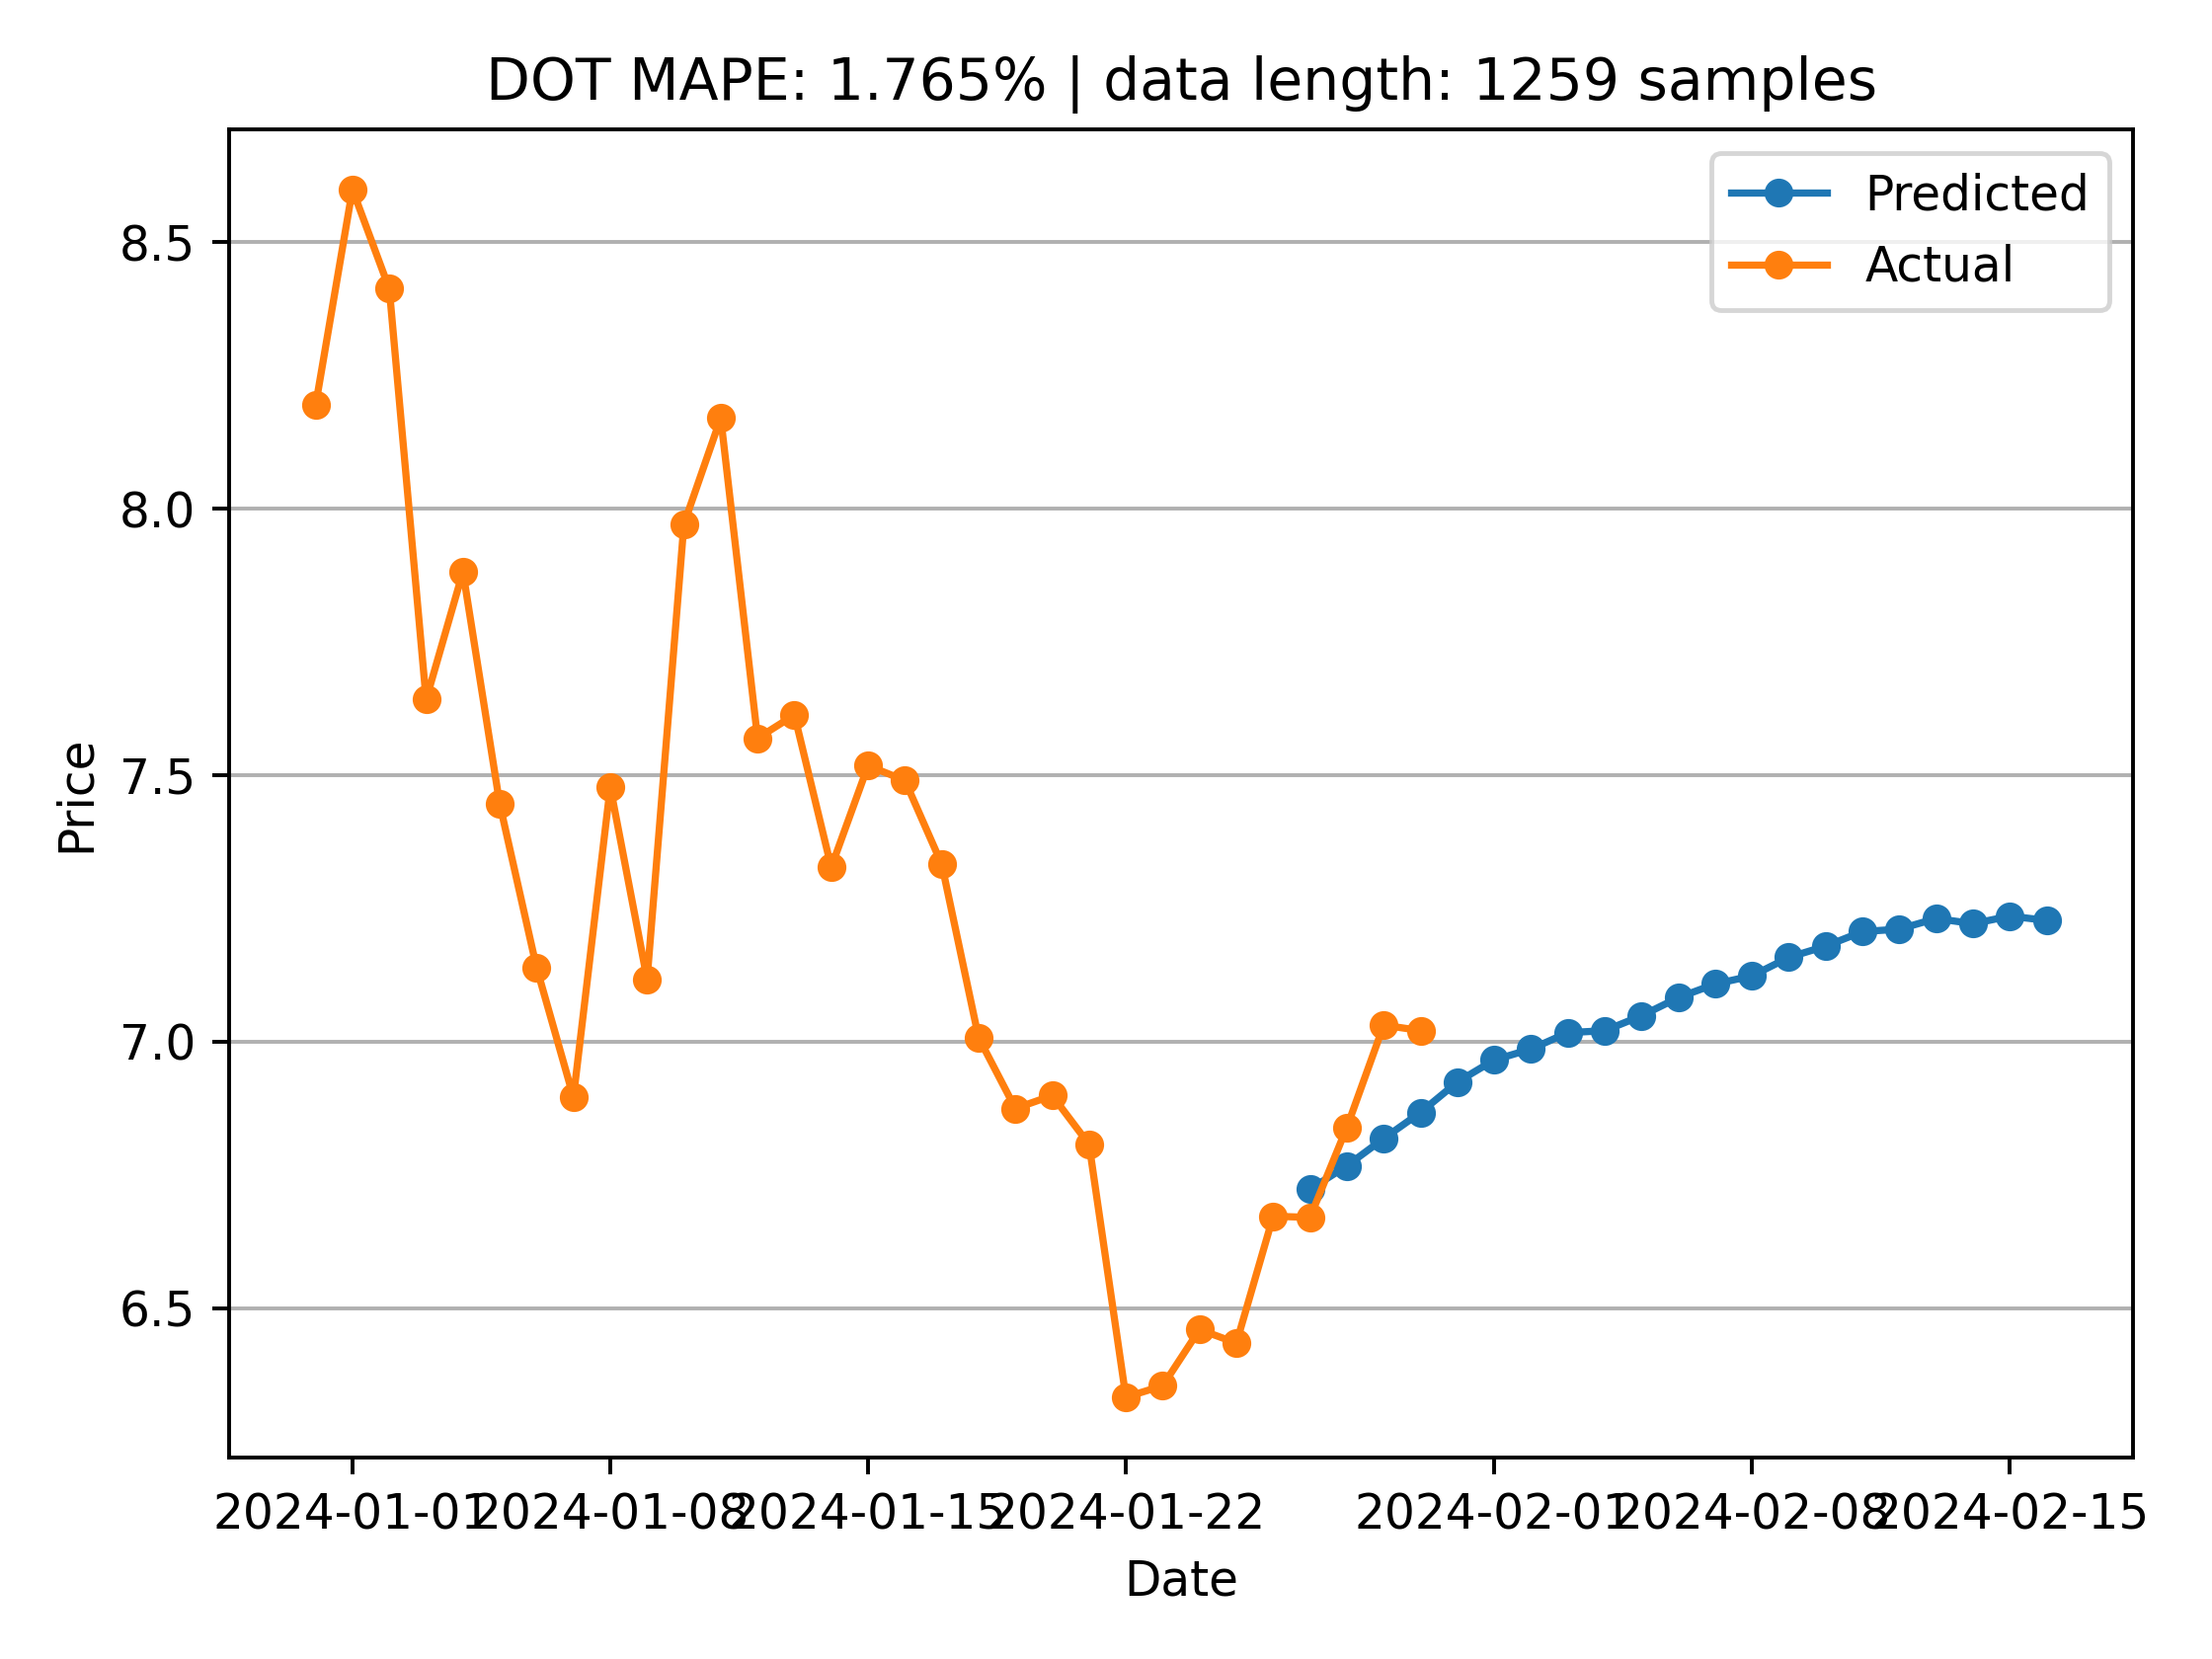 DOT MAPE: 1.765% | data length: 1259 samples
Predicted
Actual
8.5
8.0
7.5
7.0
6.5
Price
2024-01-01
2024-01-08
2024-01-15
2024-01-22
2024-02-01
2024-02-08
2024-02-15
Date